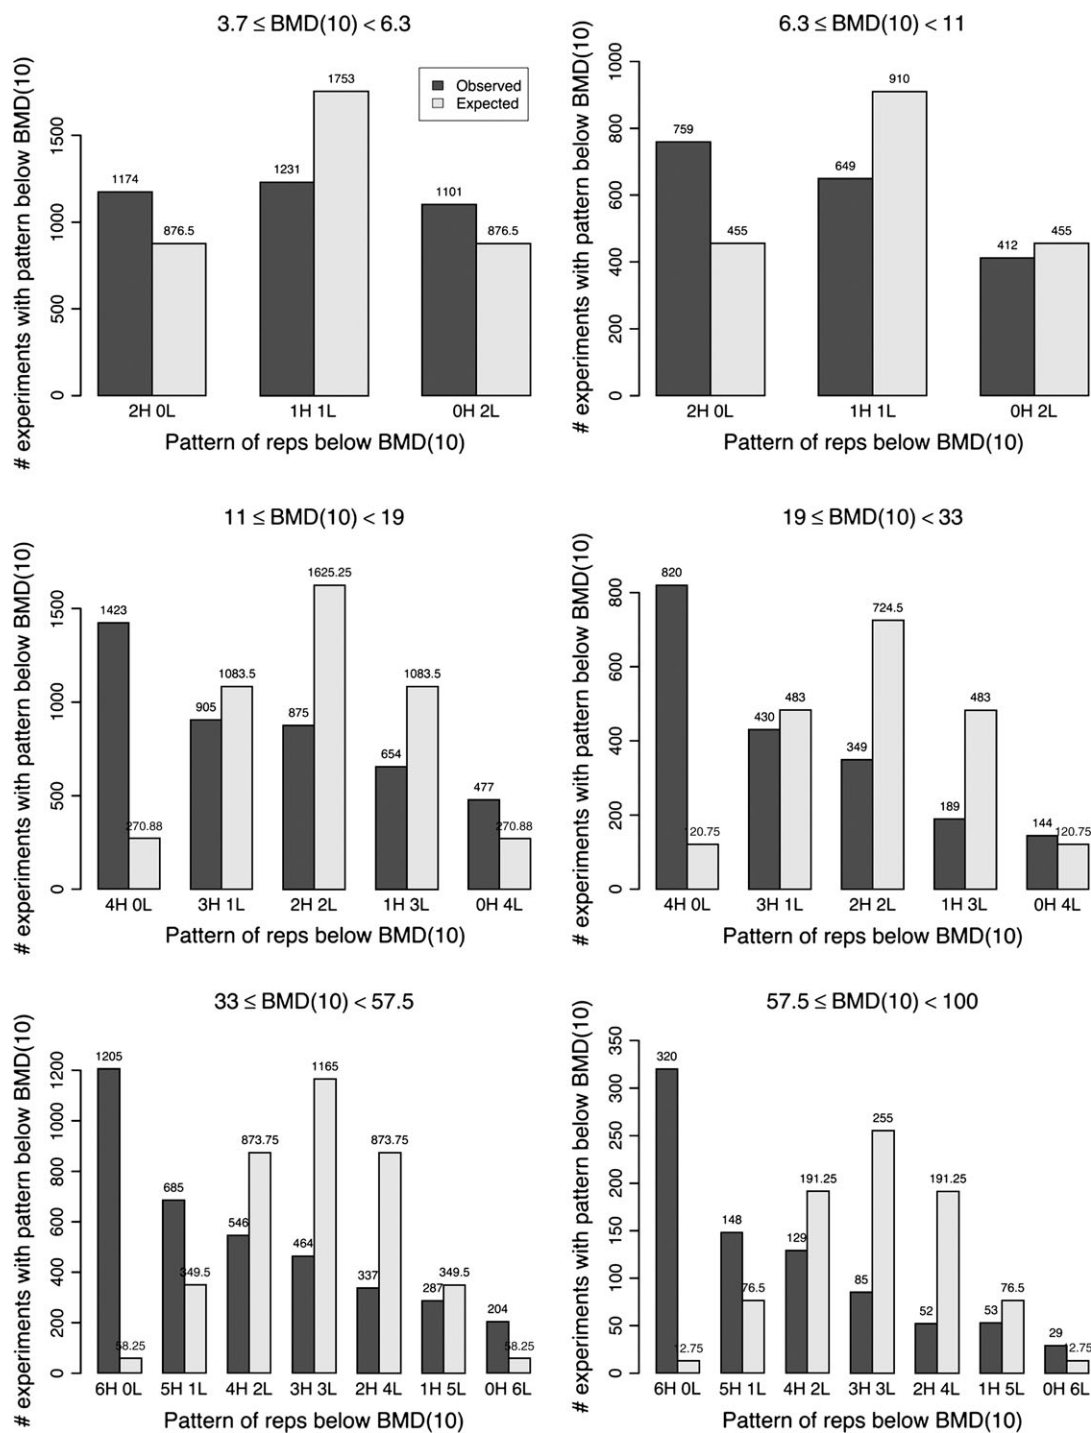 3.7 ≤ BMD(10) < 6.3
# experiments with pattern below BMD(10)
0 500 1000 1500
Observed
Expected
1174 876.5 1231 1753 1101 876.5
2H 0L 1H 1L 0H 2L
Pattern of reps below BMD(10)
6.3 ≤ BMD(10) < 11
# experiments with pattern below BMD(10)
0 200 400 600 800 1000
759 455 649 910 412 455
2H 0L 1H 1L 0H 2L
Pattern of reps below BMD(10)
11 ≤ BMD(10) < 19
# experiments with pattern below BMD(10)
0 500 1000 1500
1423 270.88 905 1083.5 875 1625.25 654 1083.5 477 270.88
4H 0L 3H 1L 2H 2L 1H 3L 0H 4L
Pattern of reps below BMD(10)
19 ≤ BMD(10) < 33
# experiments with pattern below BMD(10)
0 200 400 600 800
820 120.75 430 483 349 724.5 189 483 144 120.75
4H 0L 3H 1L 2H 2L 1H 3L 0H 4L
Pattern of reps below BMD(10)
33 ≤ BMD(10) < 57.5
# experiments with pattern below BMD(10)
0 200 400 600 800 1000 1200
1205 58.25 685 349.5 546 873.75 464 1165 337 873.75 287 349.5 204 58.25
6H 0L 5H 1L 4H 2L 3H 3L 2H 4L 1H 5L 0H 6L
Pattern of reps below BMD(10)
57.5 ≤ BMD(10) < 100
# experiments with pattern below BMD(10)
0 50 100 150 200 250 300 350
320 12.75 148 76.5 129 191.25 85 255 52 191.25 53 76.5 29 12.75
6H 0L 5H 1L 4H 2L 3H 3L 2H 4L 1H 5L 0H 6L
Pattern of reps below BMD(10)